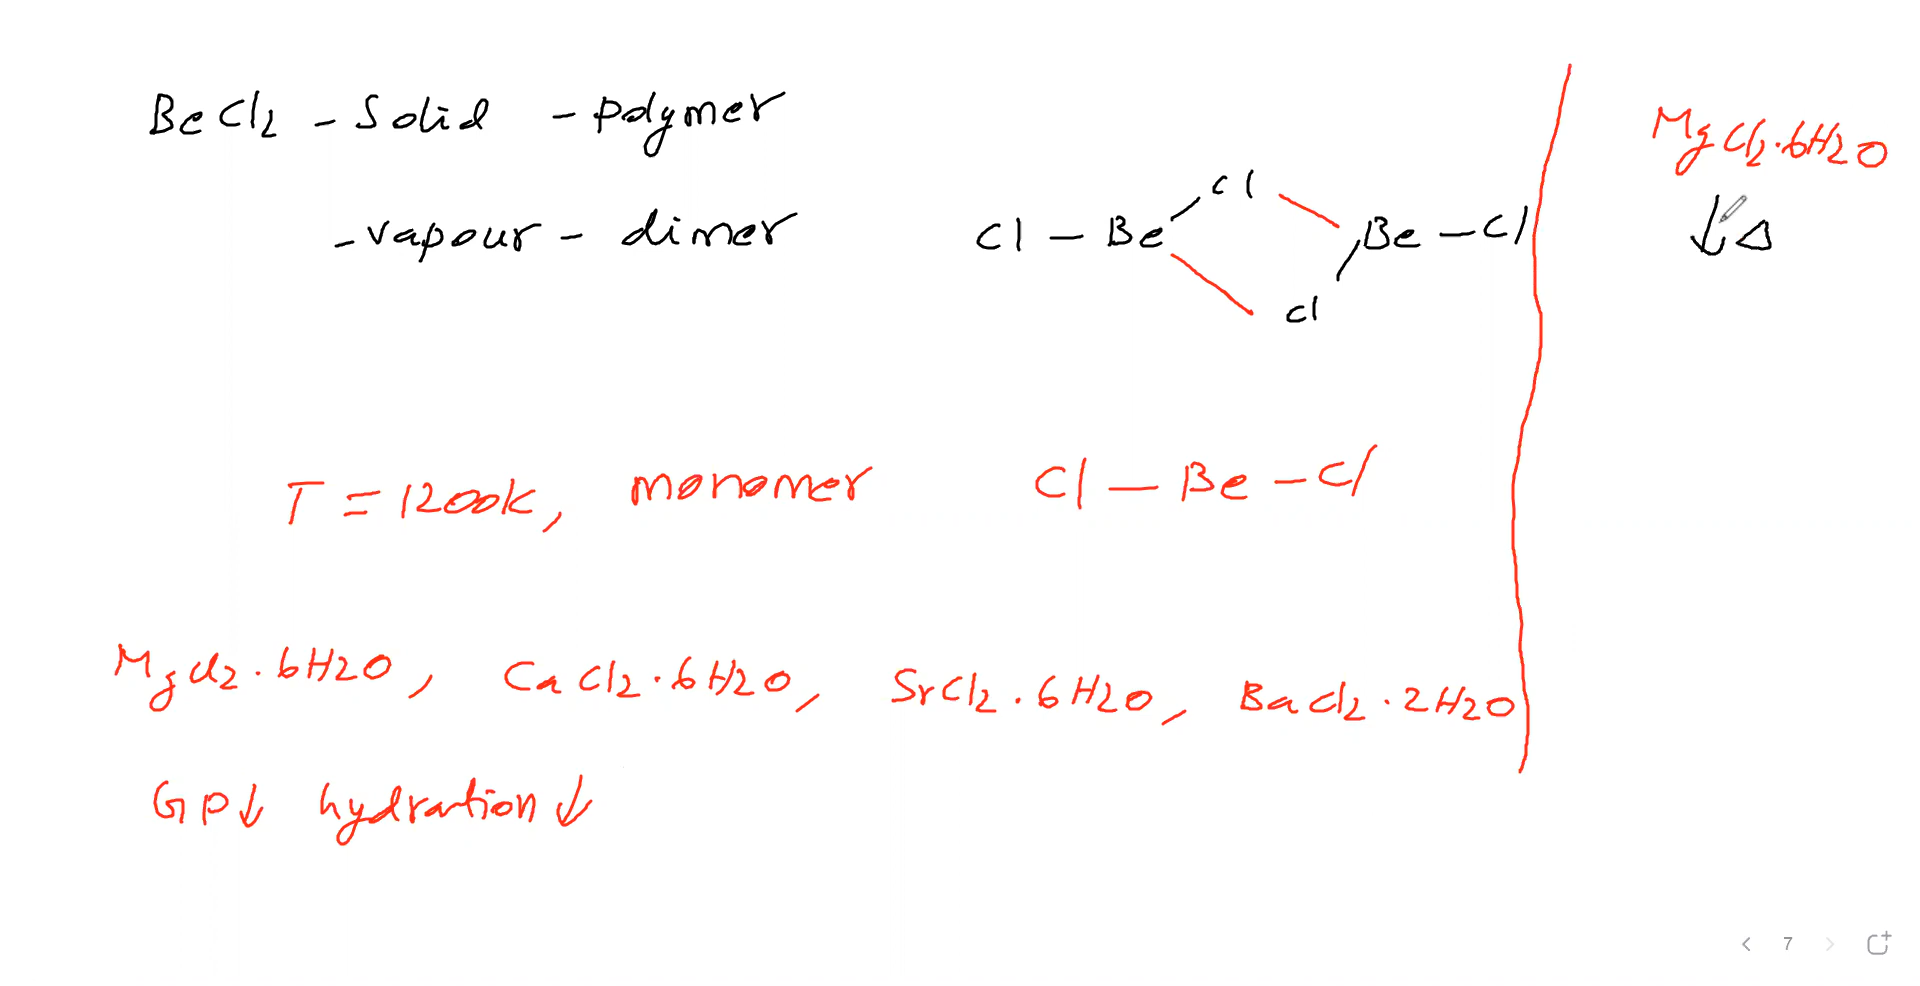 BeCl2 - Solid - polymer
- vapour - dimer
Cl - Be Cl Cl Be - Cl
T = 1200K, monomer Cl - Be - Cl
MgCl2 . 6H2O, CaCl2 . 6H2O, SrCl2 . 6H2O, BaCl2 . 2H2O
GP↓ hydration ↓
MgCl2.6H2O
↓ Δ
7